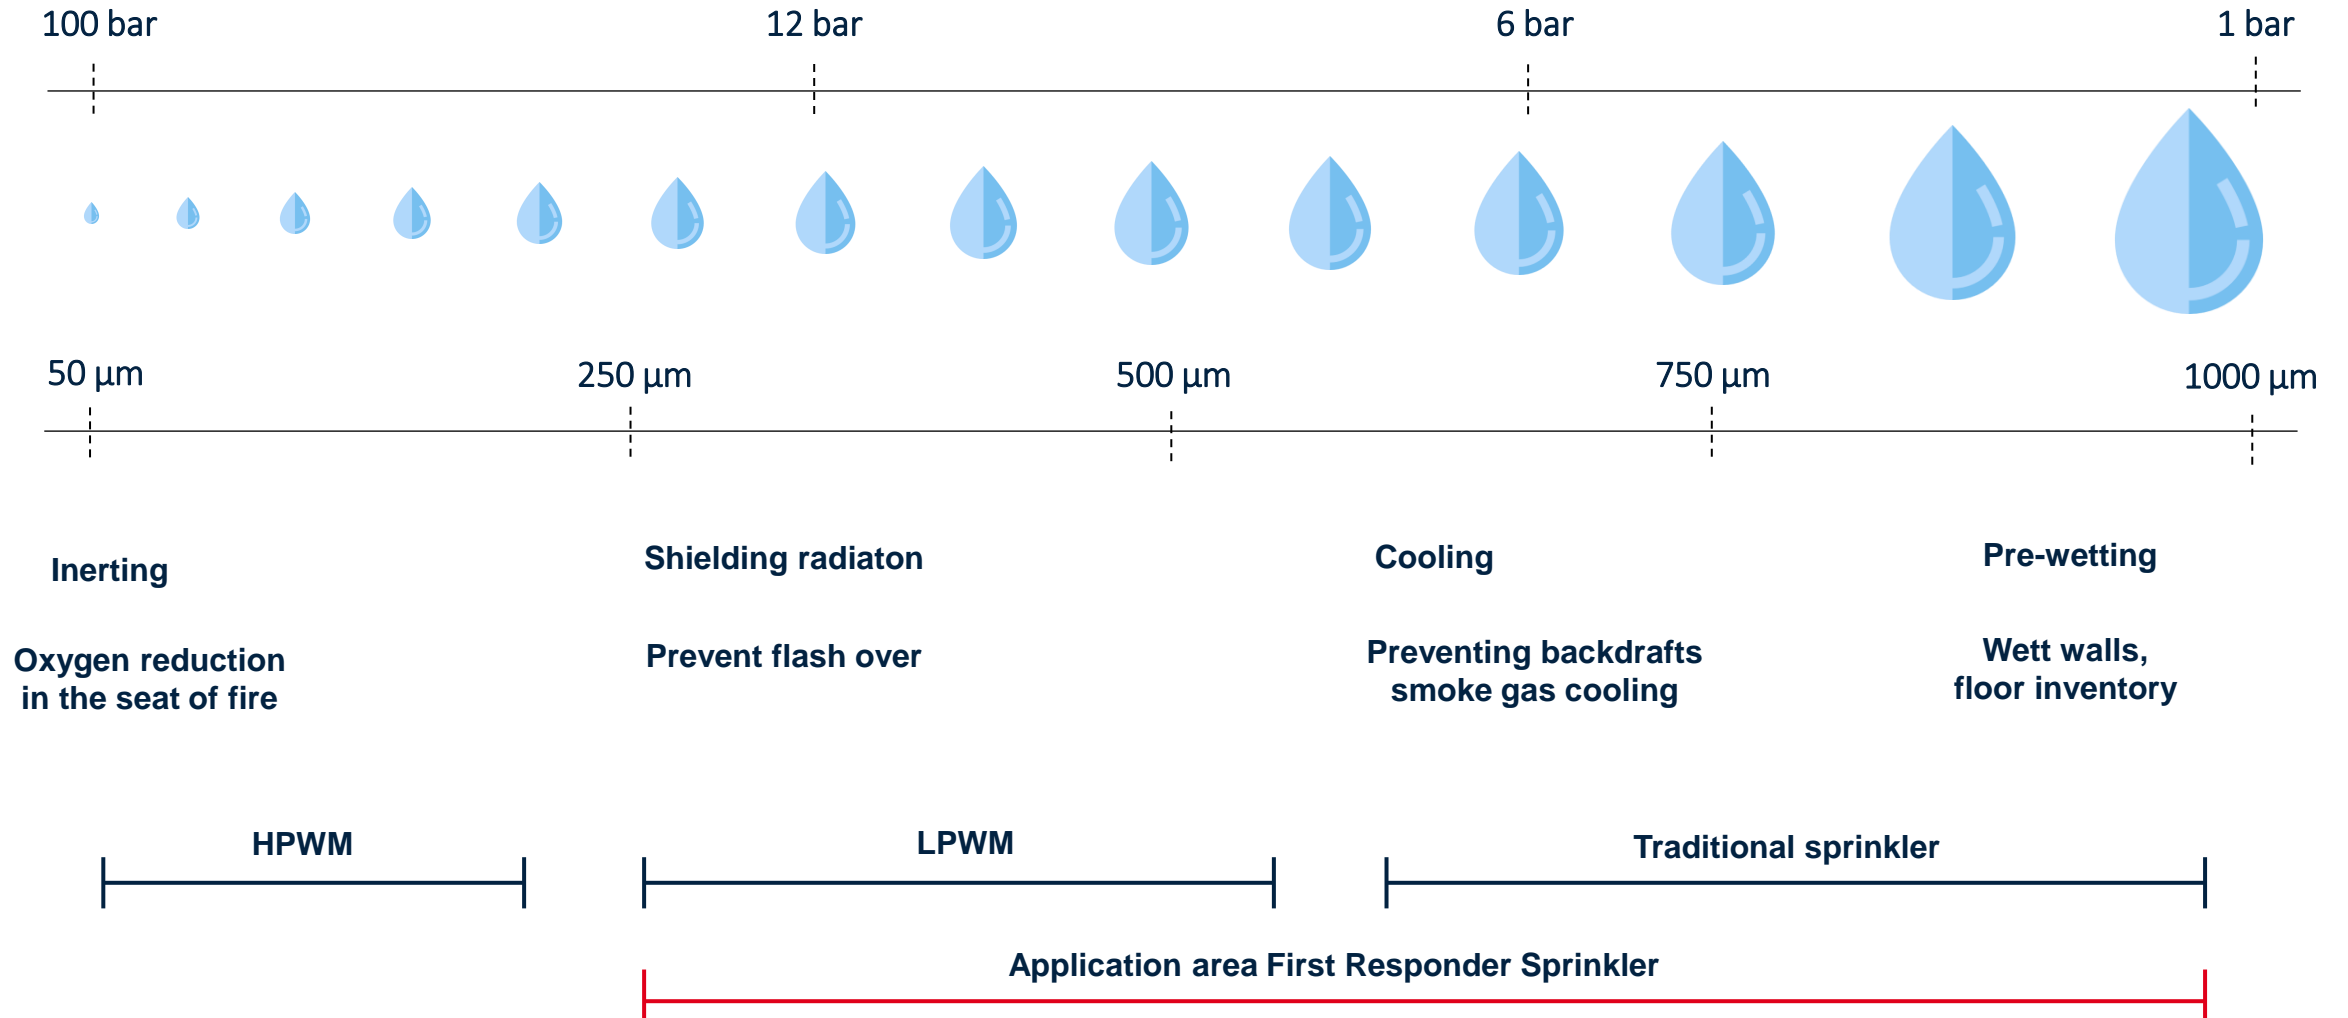 100 bar
12 bar
6 bar
1 bar
50 µm
250 µm
500 µm
750 µm
1000 µm
Inerting
Shielding radiaton
Cooling
Pre-wetting
Oxygen reduction
in the seat of fire
Prevent flash over
Preventing backdrafts
smoke gas cooling
Wett walls,
floor inventory
HPWM
LPWM
Traditional sprinkler
Application area First Responder Sprinkler